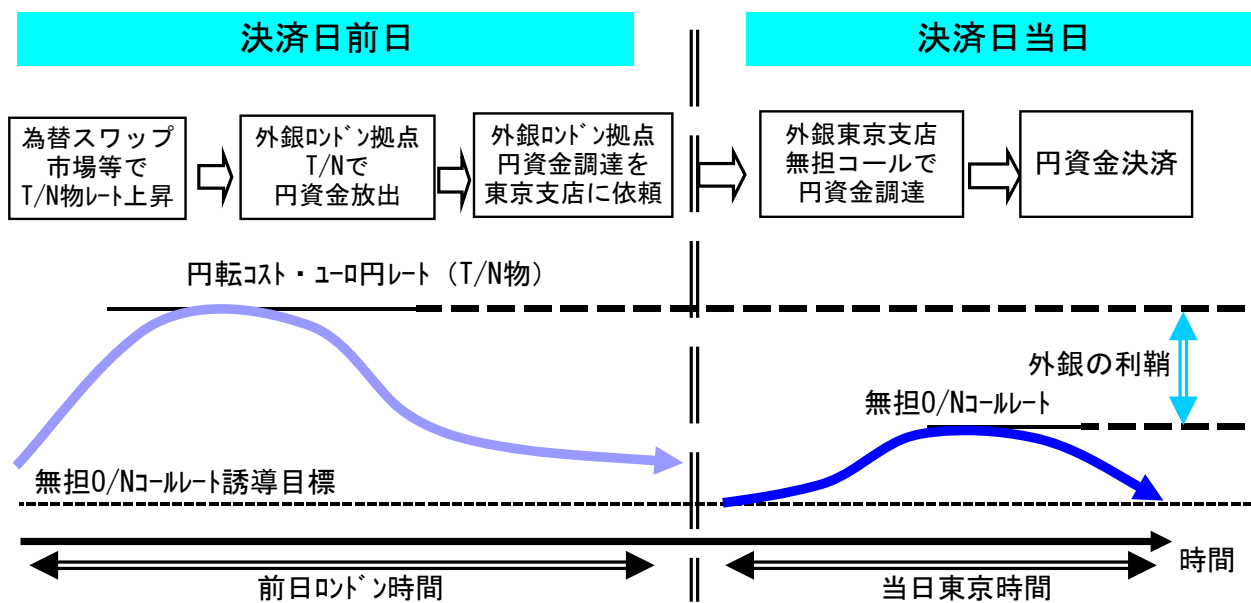 決済日前日
決済日当日
為替スワップ
市場等で
T/N物ﾚｰﾄ上昇
外銀ﾛﾝﾄﾞﾝ拠点
T/Nで
円資金放出
外銀ﾛﾝﾄﾞﾝ拠点
円資金調達を
東京支店に依頼
外銀東京支店
無担コールで
円資金調達
円資金決済
円転ｺｽﾄ・ﾕｰﾛ円ﾚｰﾄ（T/N物）
外銀の利鞘
無担O/Nｺｰﾙﾚｰﾄ
無担O/Nｺｰﾙﾚｰﾄ誘導目標
時間
前日ﾛﾝﾄﾞﾝ時間
当日東京時間